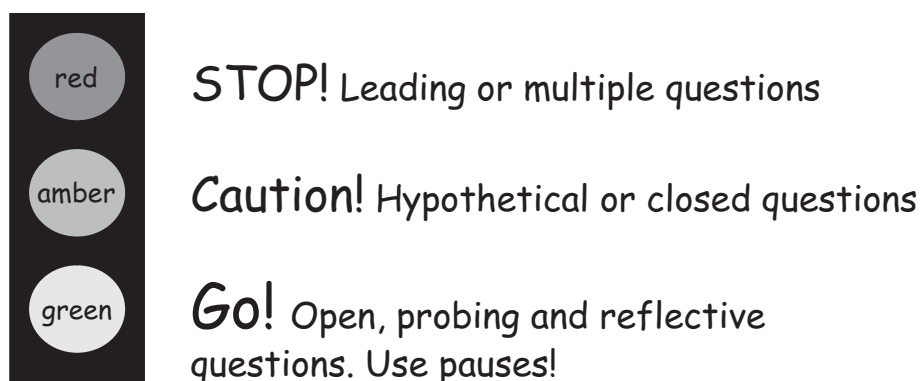 red
STOP! Leading or multiple questions
amber
Caution! Hypothetical or closed questions
green
Go! Open, probing and reflective
questions. Use pauses!